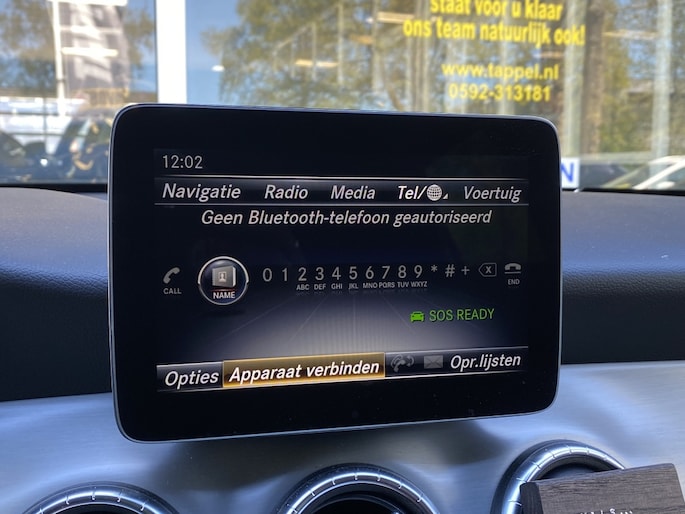 Staat voor u klaar
ons team natuurlijk ook!
www.tappel.nl
0592-313181
12:02
Navigatie Radio Media Tel/ Voertuig
Geen Bluetooth-telefoon geautoriseerd
0 1 2 3 4 5 6 7 8 9 * # + X
ABC DEF GHI JKL MNO PQRS TUV WXYZ
CALL NAME END
SOS READY
Opties Apparaat verbinden Opr.lijsten